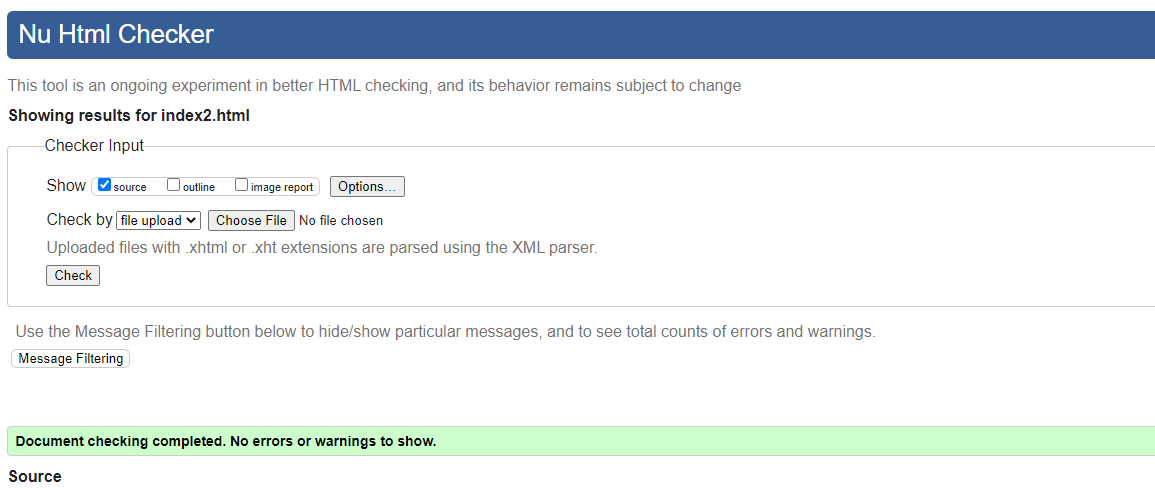 Nu Html Checker
This tool is an ongoing experiment in better HTML checking, and its behavior remains subject to change
Showing results for index2.html
Checker Input
Show source outline image report Options...
Check by file upload Choose File No file chosen
Uploaded files with .xhtml or .xht extensions are parsed using the XML parser.
Check
Use the Message Filtering button below to hide/show particular messages, and to see total counts of errors and warnings.
Message Filtering
Document checking completed. No errors or warnings to show.
Source